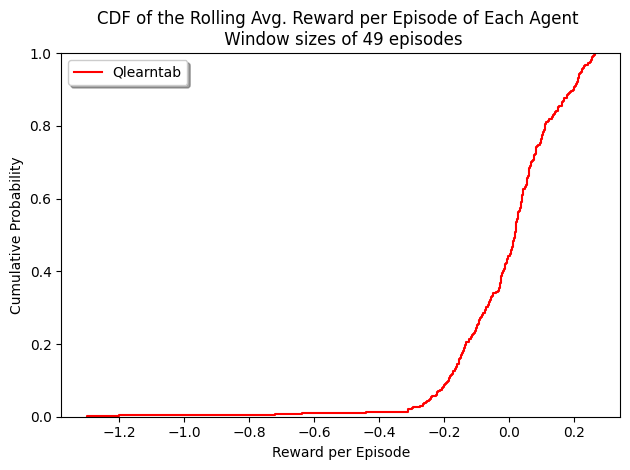 CDF of the Rolling Avg. Reward per Episode of Each Agent
Window sizes of 49 episodes
Qlearntab
Cumulative Probability
1.0
0.8
0.6
0.4
0.2
0.0
−1.2 −1.0 −0.8 −0.6 −0.4 −0.2 0.0 0.2
Reward per Episode